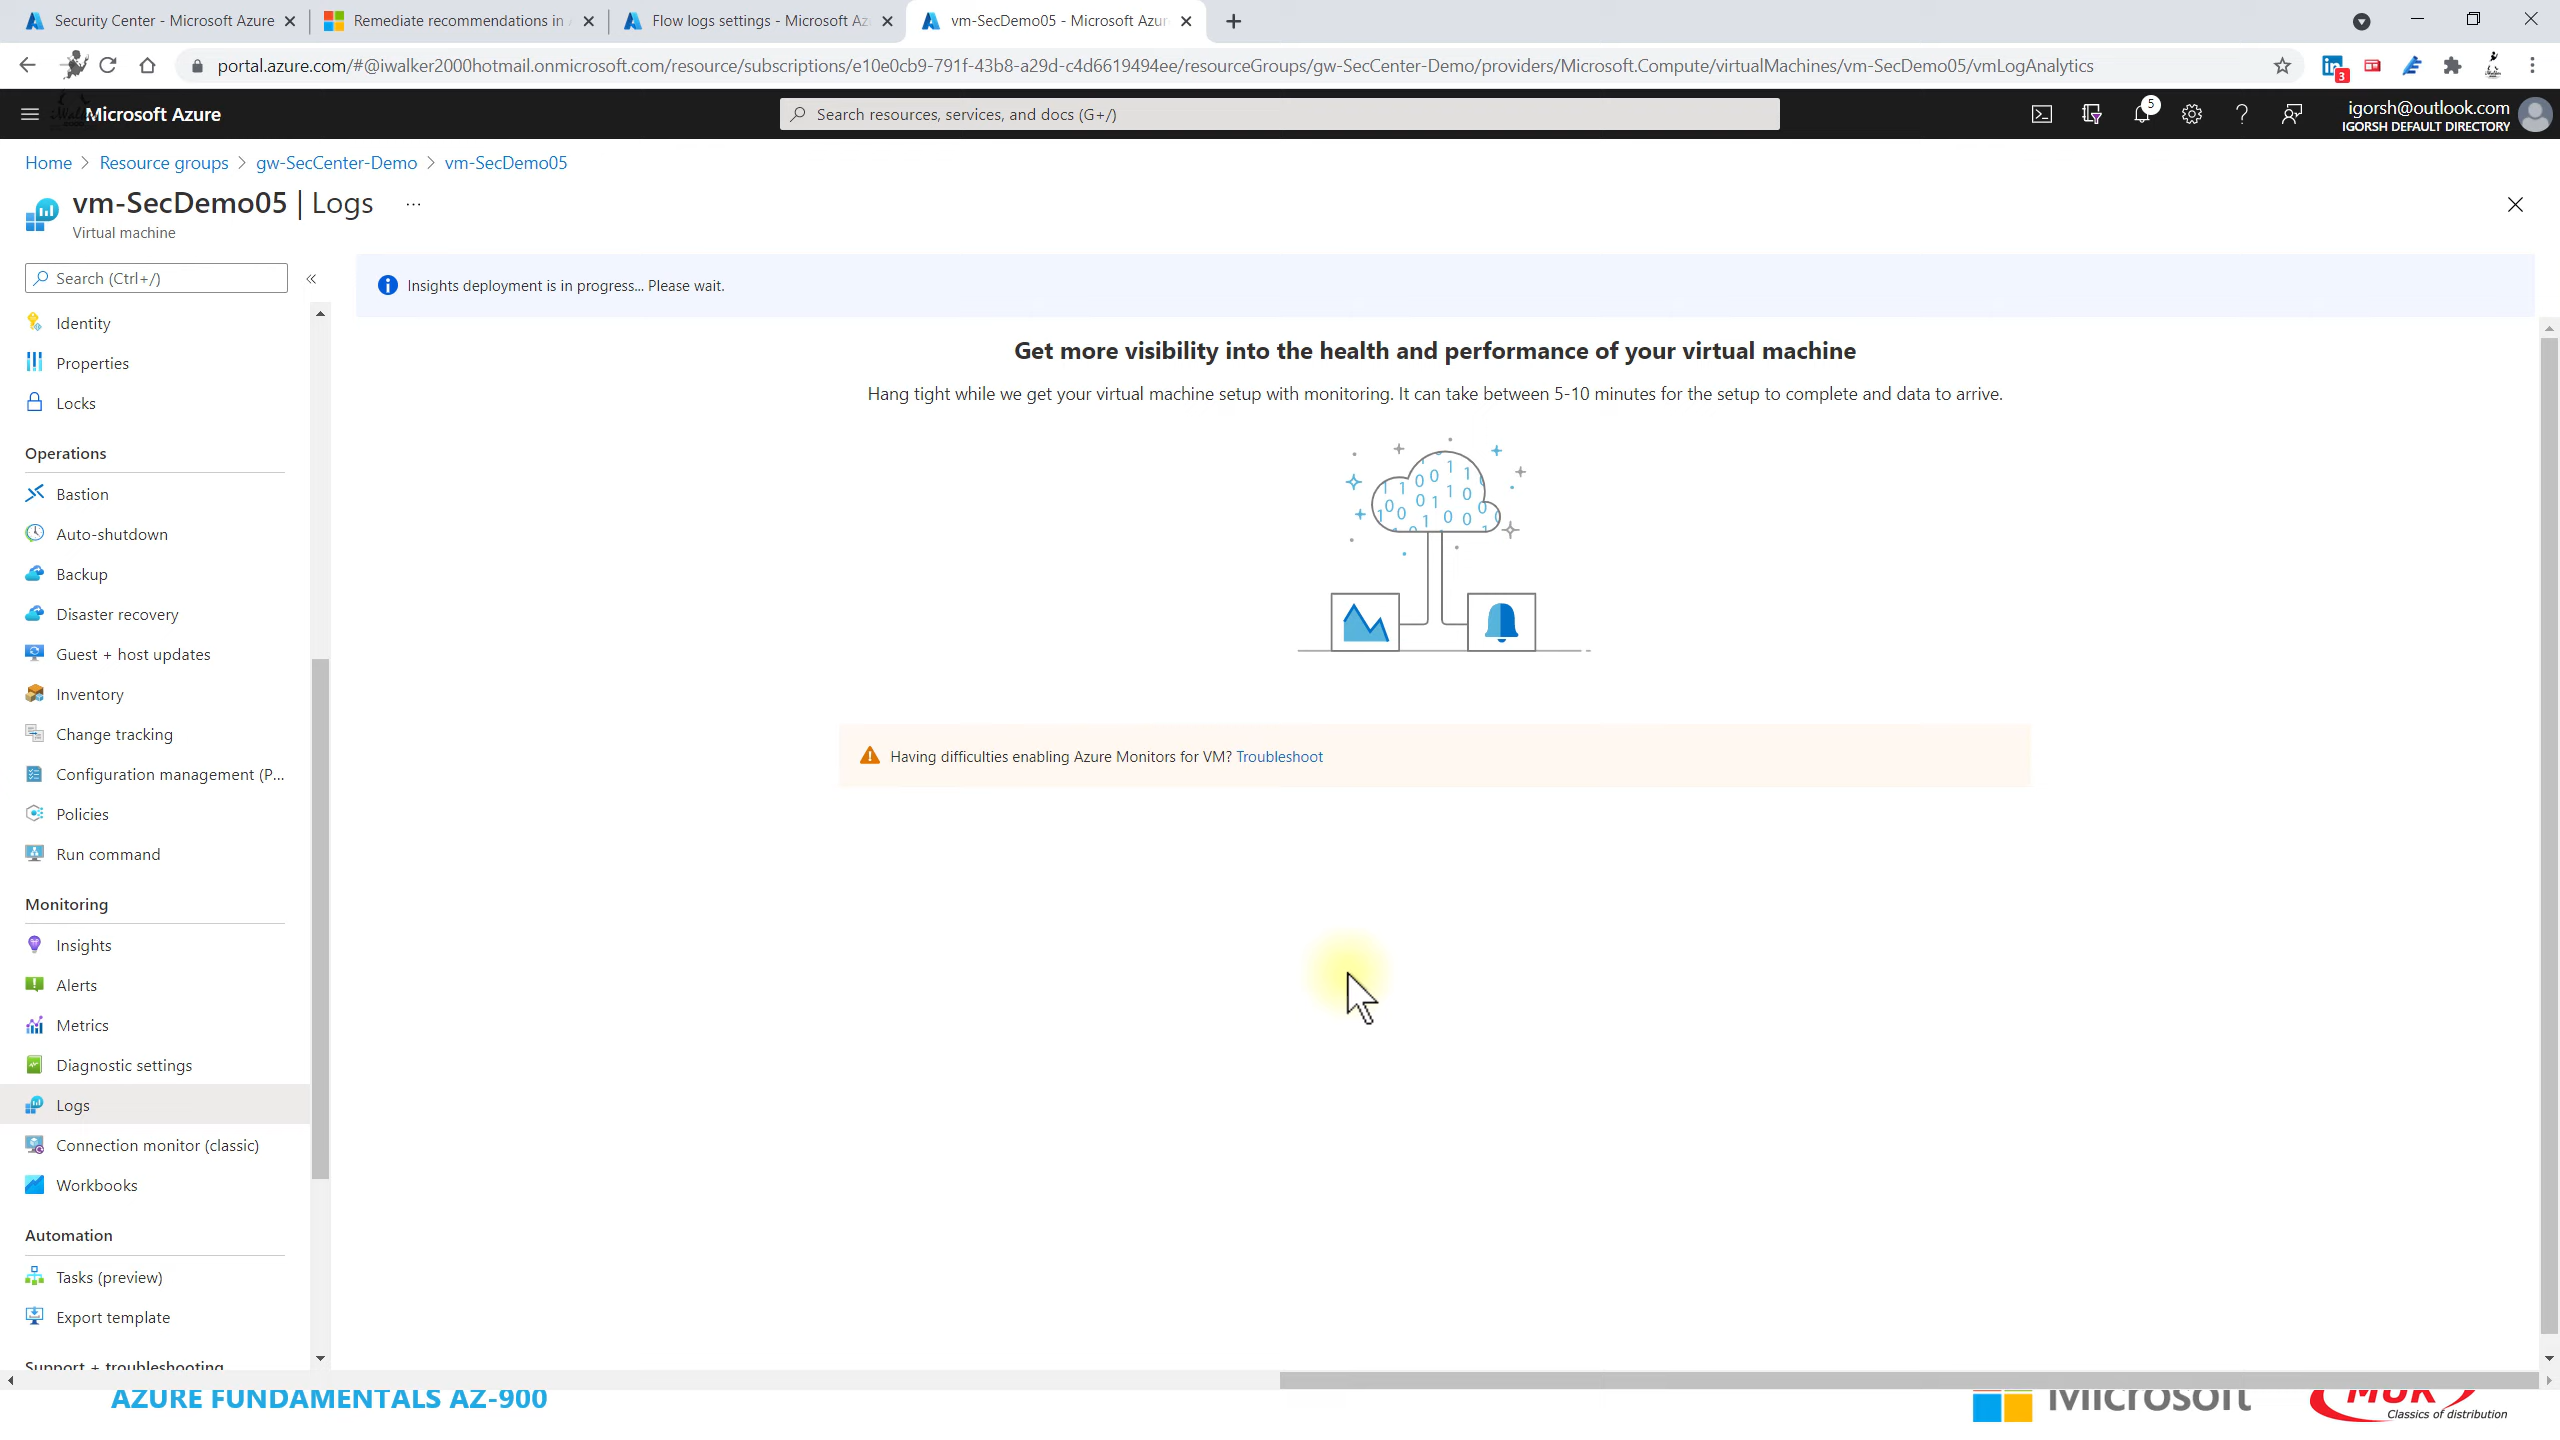 Security Center - Microsoft Azure
Remediate recommendations in
Flow logs settings - Microsoft Az
vm-SecDemo05 - Microsoft Azur
portal.azure.com/#@iwalker2000hotmail.onmicrosoft.com/resource/subscriptions/e10e0cb9-791f-43b8-a29d-c4d6619494ee/resourceGroups/gw-SecCenter-Demo/providers/Microsoft.Compute/virtualMachines/vm-SecDemo05/vmLogAnalytics
3
Microsoft Azure
Search resources, services, and docs (G+/)
5
igorsh@outlook.com
IGORSH DEFAULT DIRECTORY
Home > Resource groups > gw-SecCenter-Demo > vm-SecDemo05
vm-SecDemo05 | Logs ...
Virtual machine
Search (Ctrl+/)
Insights deployment is in progress... Please wait.
Get more visibility into the health and performance of your virtual machine
Hang tight while we get your virtual machine setup with monitoring. It can take between 5-10 minutes for the setup to complete and data to arrive.
Having difficulties enabling Azure Monitors for VM? Troubleshoot
Identity
Properties
Locks
Operations
Bastion
Auto-shutdown
Backup
Disaster recovery
Guest + host updates
Inventory
Change tracking
Configuration management (P...
Policies
Run command
Monitoring
Insights
Alerts
Metrics
Diagnostic settings
Logs
Connection monitor (classic)
Workbooks
Automation
Tasks (preview)
Export template
Support + troubleshooting
AZURE FUNDAMENTALS AZ-900
Microsoft
MUK
Classics of distribution